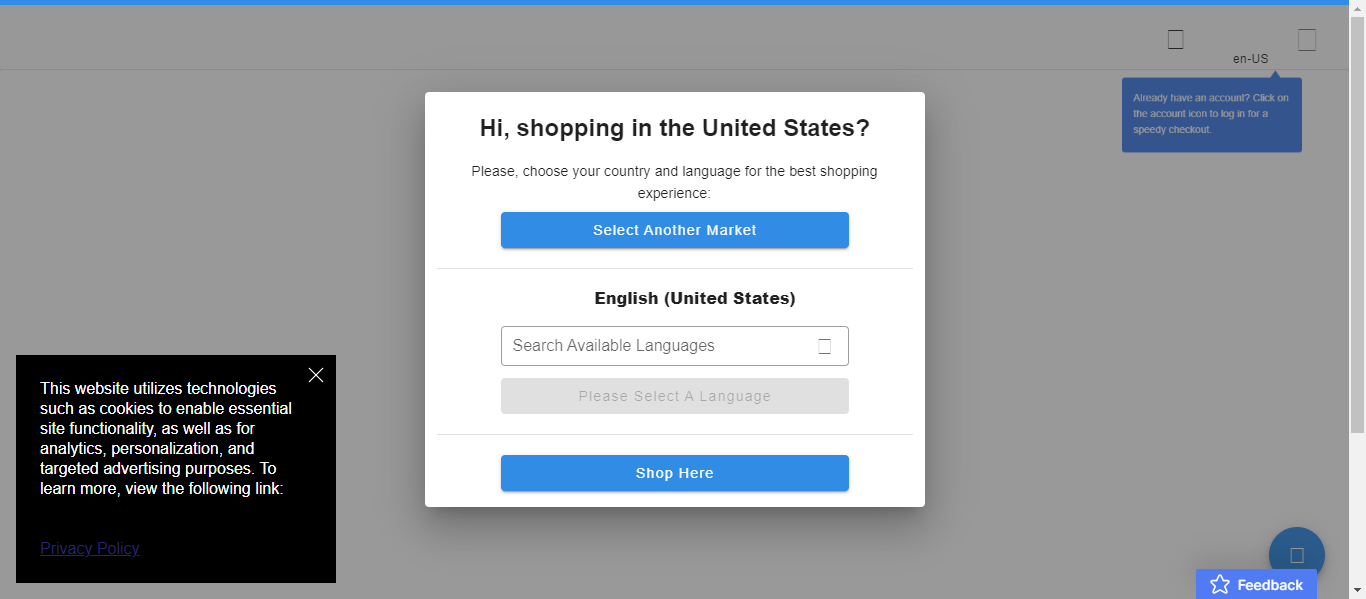 en-US
Already have an account? Click on
the account icon to log in for a
speedy checkout.
Hi, shopping in the United States?
Please, choose your country and language for the best shopping
experience:
Select Another Market
English (United States)
Search Available Languages
Please Select A Language
Shop Here
This website utilizes technologies
such as cookies to enable essential
site functionality, as well as for
analytics, personalization, and
targeted advertising purposes. To
learn more, view the following link:
Privacy Policy
Feedback